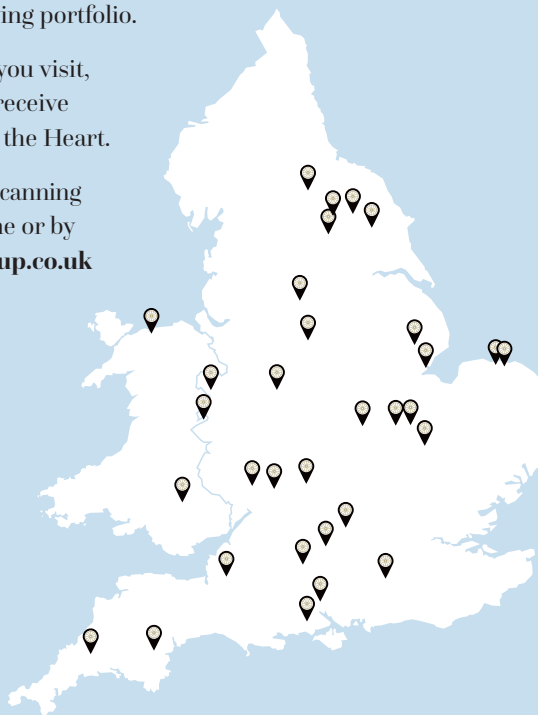 ing portfolio.
you visit,
receive
the Heart.
canning
ne or by
up.co.uk